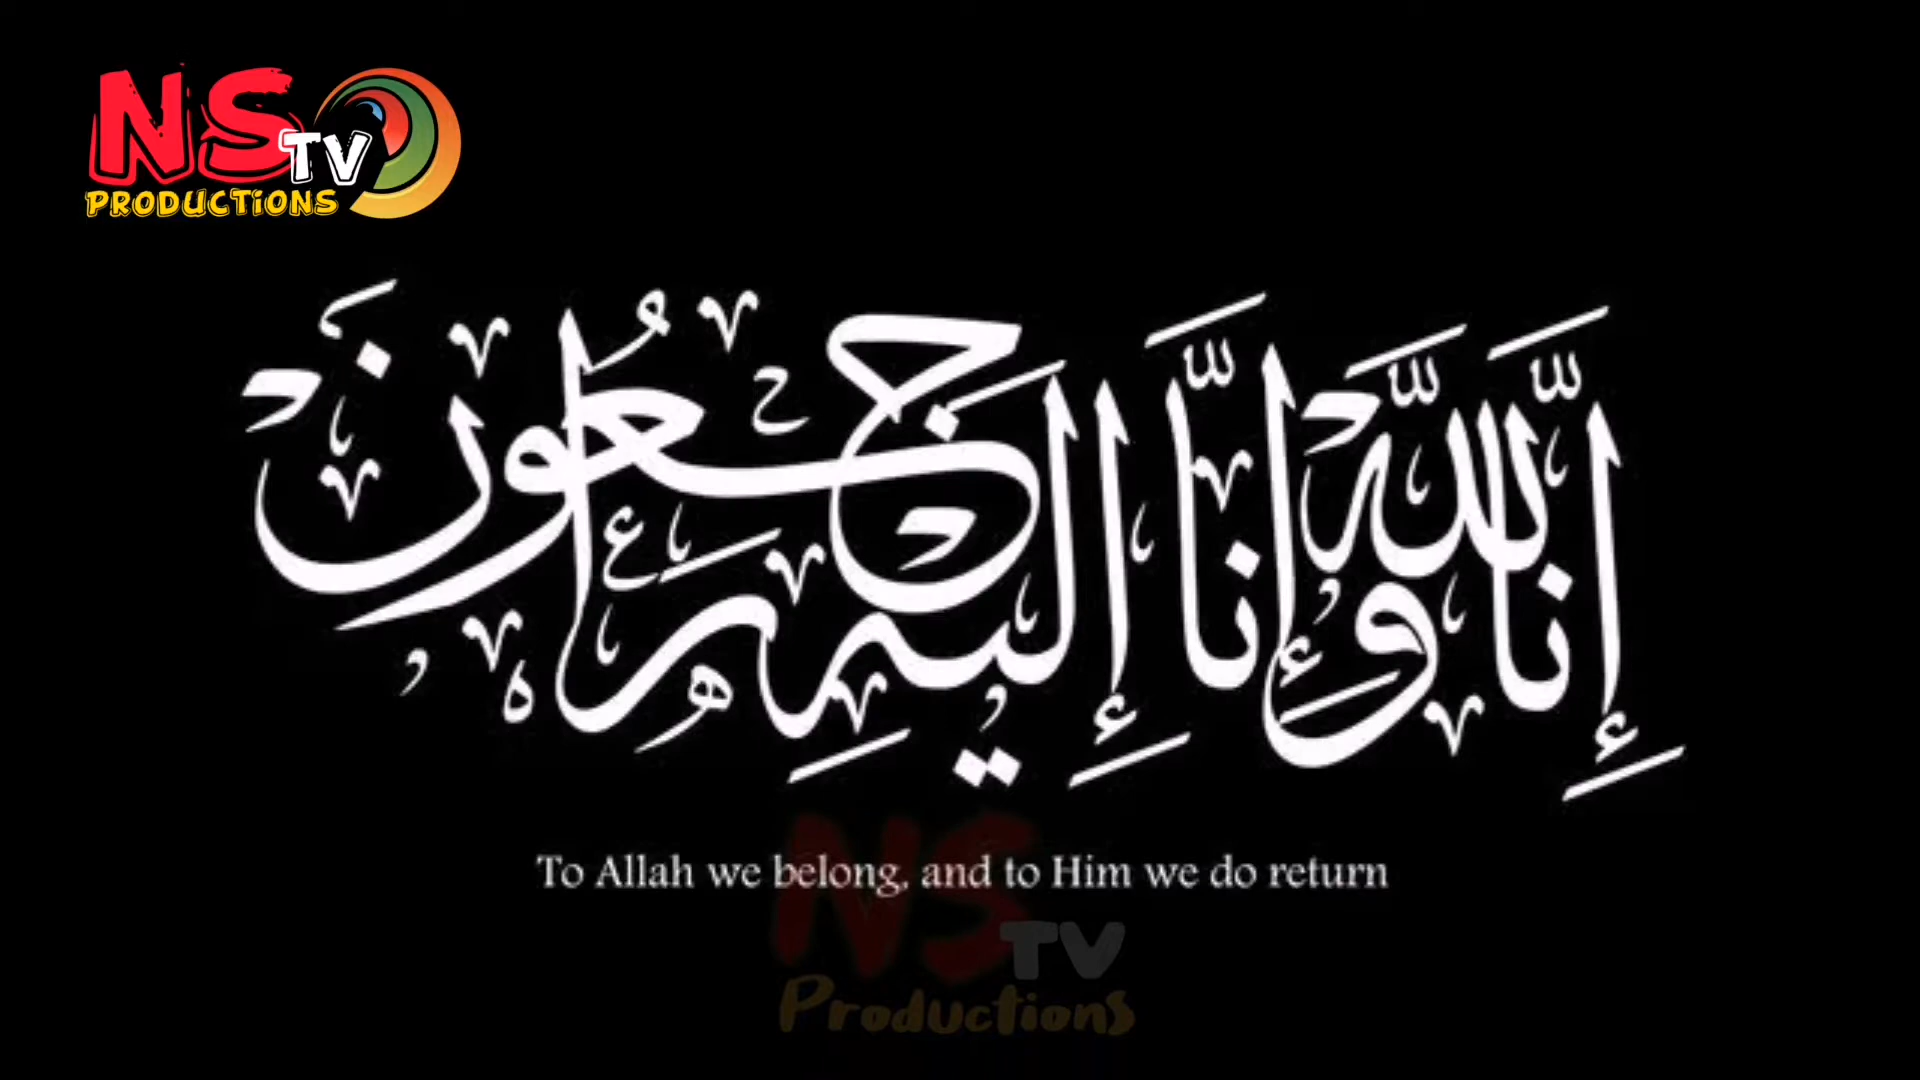 NS TV
PRODUCTIONS
إِنَّا لِلَّهِ وَإِنَّا إِلَيْهِ رَاجِعُونَ
To Allah we belong, and to Him we do return
NS
TV
Productions